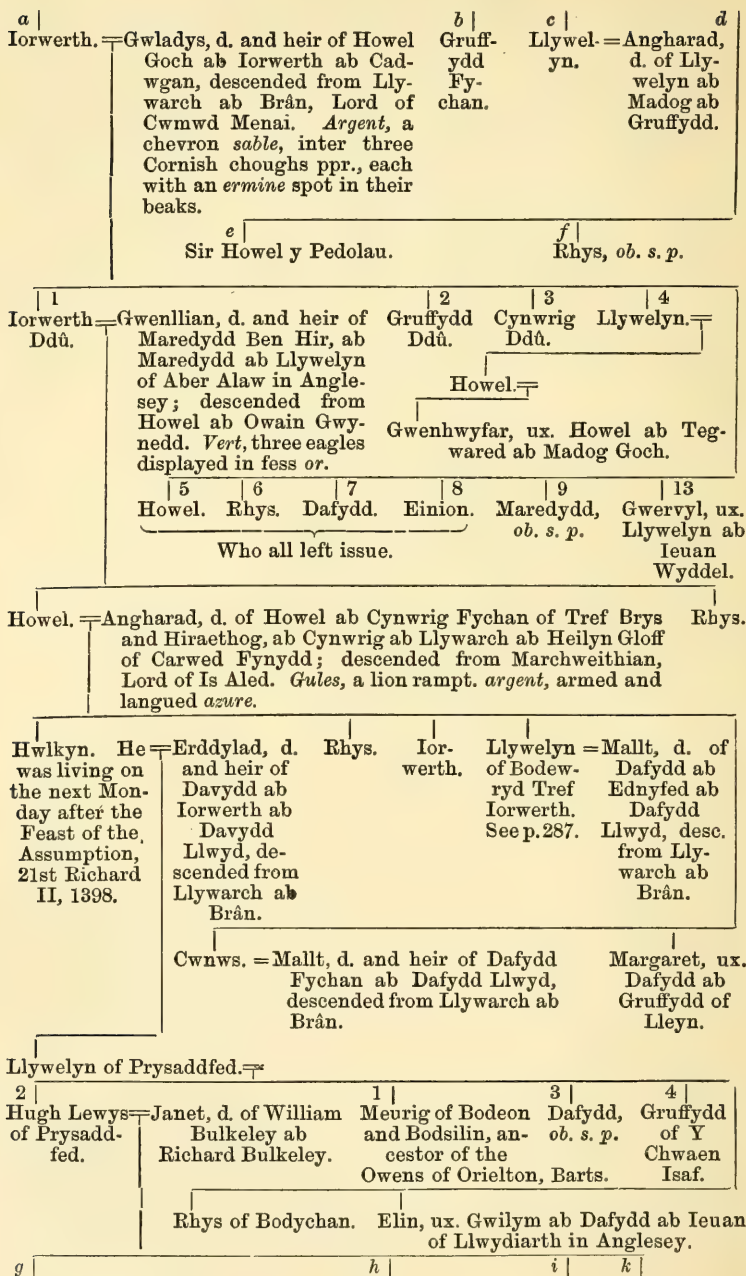 a | b | c | d
Iorwerth.=Gwladys, d. and heir of Howel Gruff- Llywel-=Angharad,
Goch ab Iorwerth ab Cad- ydd yn. d. of Lly-
wgan, descended from Lly- Fy- welyn ab
warch ab Brân, Lord of chan. Madog ab
Cwmwd Menai. Argent, a Gruffydd.
chevron sable, inter three
Cornish choughs ppr., each
with an ermine spot in their
beaks.
e | f |
Sir Howel y Pedolau. Rhys, ob. s. p.
| 1 | 2 | 3 | 4
Iorwerth=Gwenllian, d. and heir of Gruffydd Cynwrig Llywelyn.=
Ddû. Maredydd Ben Hir, ab Ddû. Ddû.
Maredydd ab Llywelyn
of Aber Alaw in Angle- Howel.=
sey; descended from
Howel ab Owain Gwy- Gwenhwyfar, ux. Howel ab Teg-
nedd. Vert, three eagles wared ab Madog Goch.
displayed in fess or.
| 5 | 6 | 7 | 8 | 9 | 13
Howel. Rhys. Dafydd. Einion. Maredydd, Gwervyl, ux.
ob. s. p. Llywelyn ab
Who all left issue. Ieuan
Wyddel.
Howel.=Angharad, d. of Howel ab Cynwrig Fychan of Tref Brys Rhys.
and Hiraethog, ab Cynwrig ab Llywarch ab Heilyn Gloff
of Carwed Fynydd; descended from Marchweithian,
Lord of Is Aled. Gules, a lion rampt. argent, armed and
langued azure.
Hwlkyn. He=Erddylad, d. Rhys. Ior- Llywelyn=Mallt, d. of
was living on and heir of werth. of Bodew- Dafydd ab
the next Mon- Davydd ab ryd Tref Ednyfed ab
day after the Iorwerth ab Iorwerth. Dafydd
Feast of the Davydd See p. 287. Llwyd, desc.
Assumption, Llwyd, de- from Lly-
21st Richard scended from warch ab
II, 1398. Llywarch ab Brân.
Brân.
Cwnws.=Mallt, d. and heir of Dafydd Margaret, ux.
Fychan ab Dafydd Llwyd, Dafydd ab
descended from Llywarch ab Gruffydd of
Brân. Lleyn.
Llywelyn of Prysaddfed.=
2 | 1 | 3 | 4 |
Hugh Lewys=Janet, d. of William Meurig of Bodeon Dafydd, Gruffydd
of Prysadd- Bulkeley ab and Bodsilin, an- ob. s. p. of Y
fed. Richard Bulkeley. cestor of the Chwaen
Owens of Orielton, Barts. Isaf.
Rhys of Bodychan. Elin, ux. Gwilym ab Dafydd ab Ieuan
of Llwydiarth in Anglesey.
g | h | i | k |